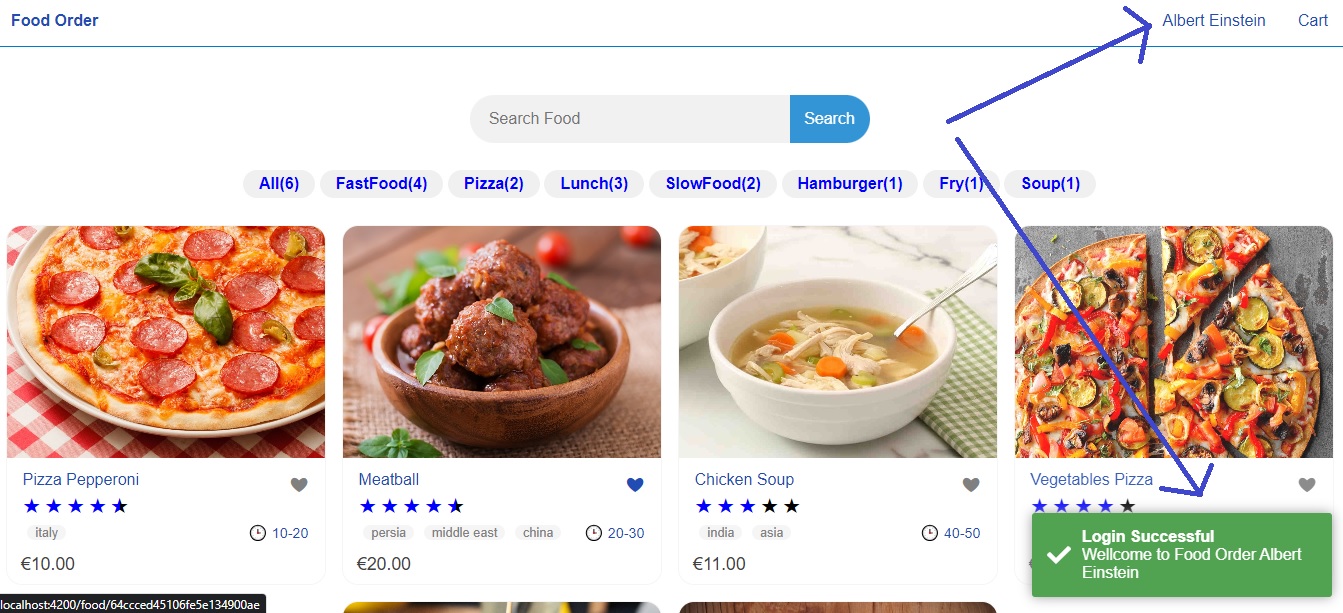 Food Order
Albert Einstein
Cart
Search Food
Search
All(6)
FastFood(4)
Pizza(2)
Lunch(3)
SlowFood(2)
Hamburger(1)
Fry(1)
Soup(1)
Pizza Pepperoni
italy
10-20
€10.00
Meatball
persia
middle east
china
20-30
€20.00
Chicken Soup
india
asia
40-50
€11.00
Vegetables Pizza
Login Successful
Wellcome to Food Order Albert
Einstein
localhost:4200/food/64ccced45106fe5e134900ae